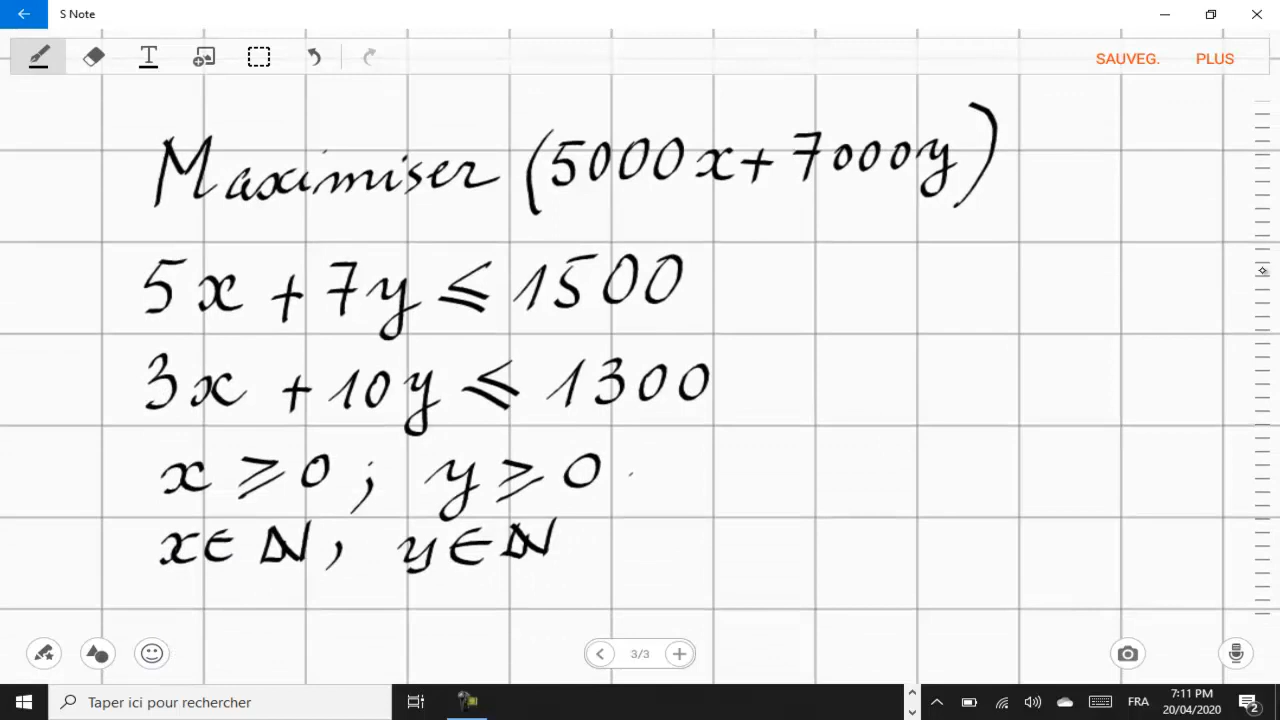 S Note
SAUVEG. PLUS
Maximiser (5000x+7000y)
5x + 7y ⩽ 1500
3x + 10y ⩽ 1300
x ⩾ 0 ; y ⩾ 0
x ∈ ℕ, y ∈ ℕ
3/3
Taper ici pour rechercher
FRA
7:11 PM
20/04/2020
2